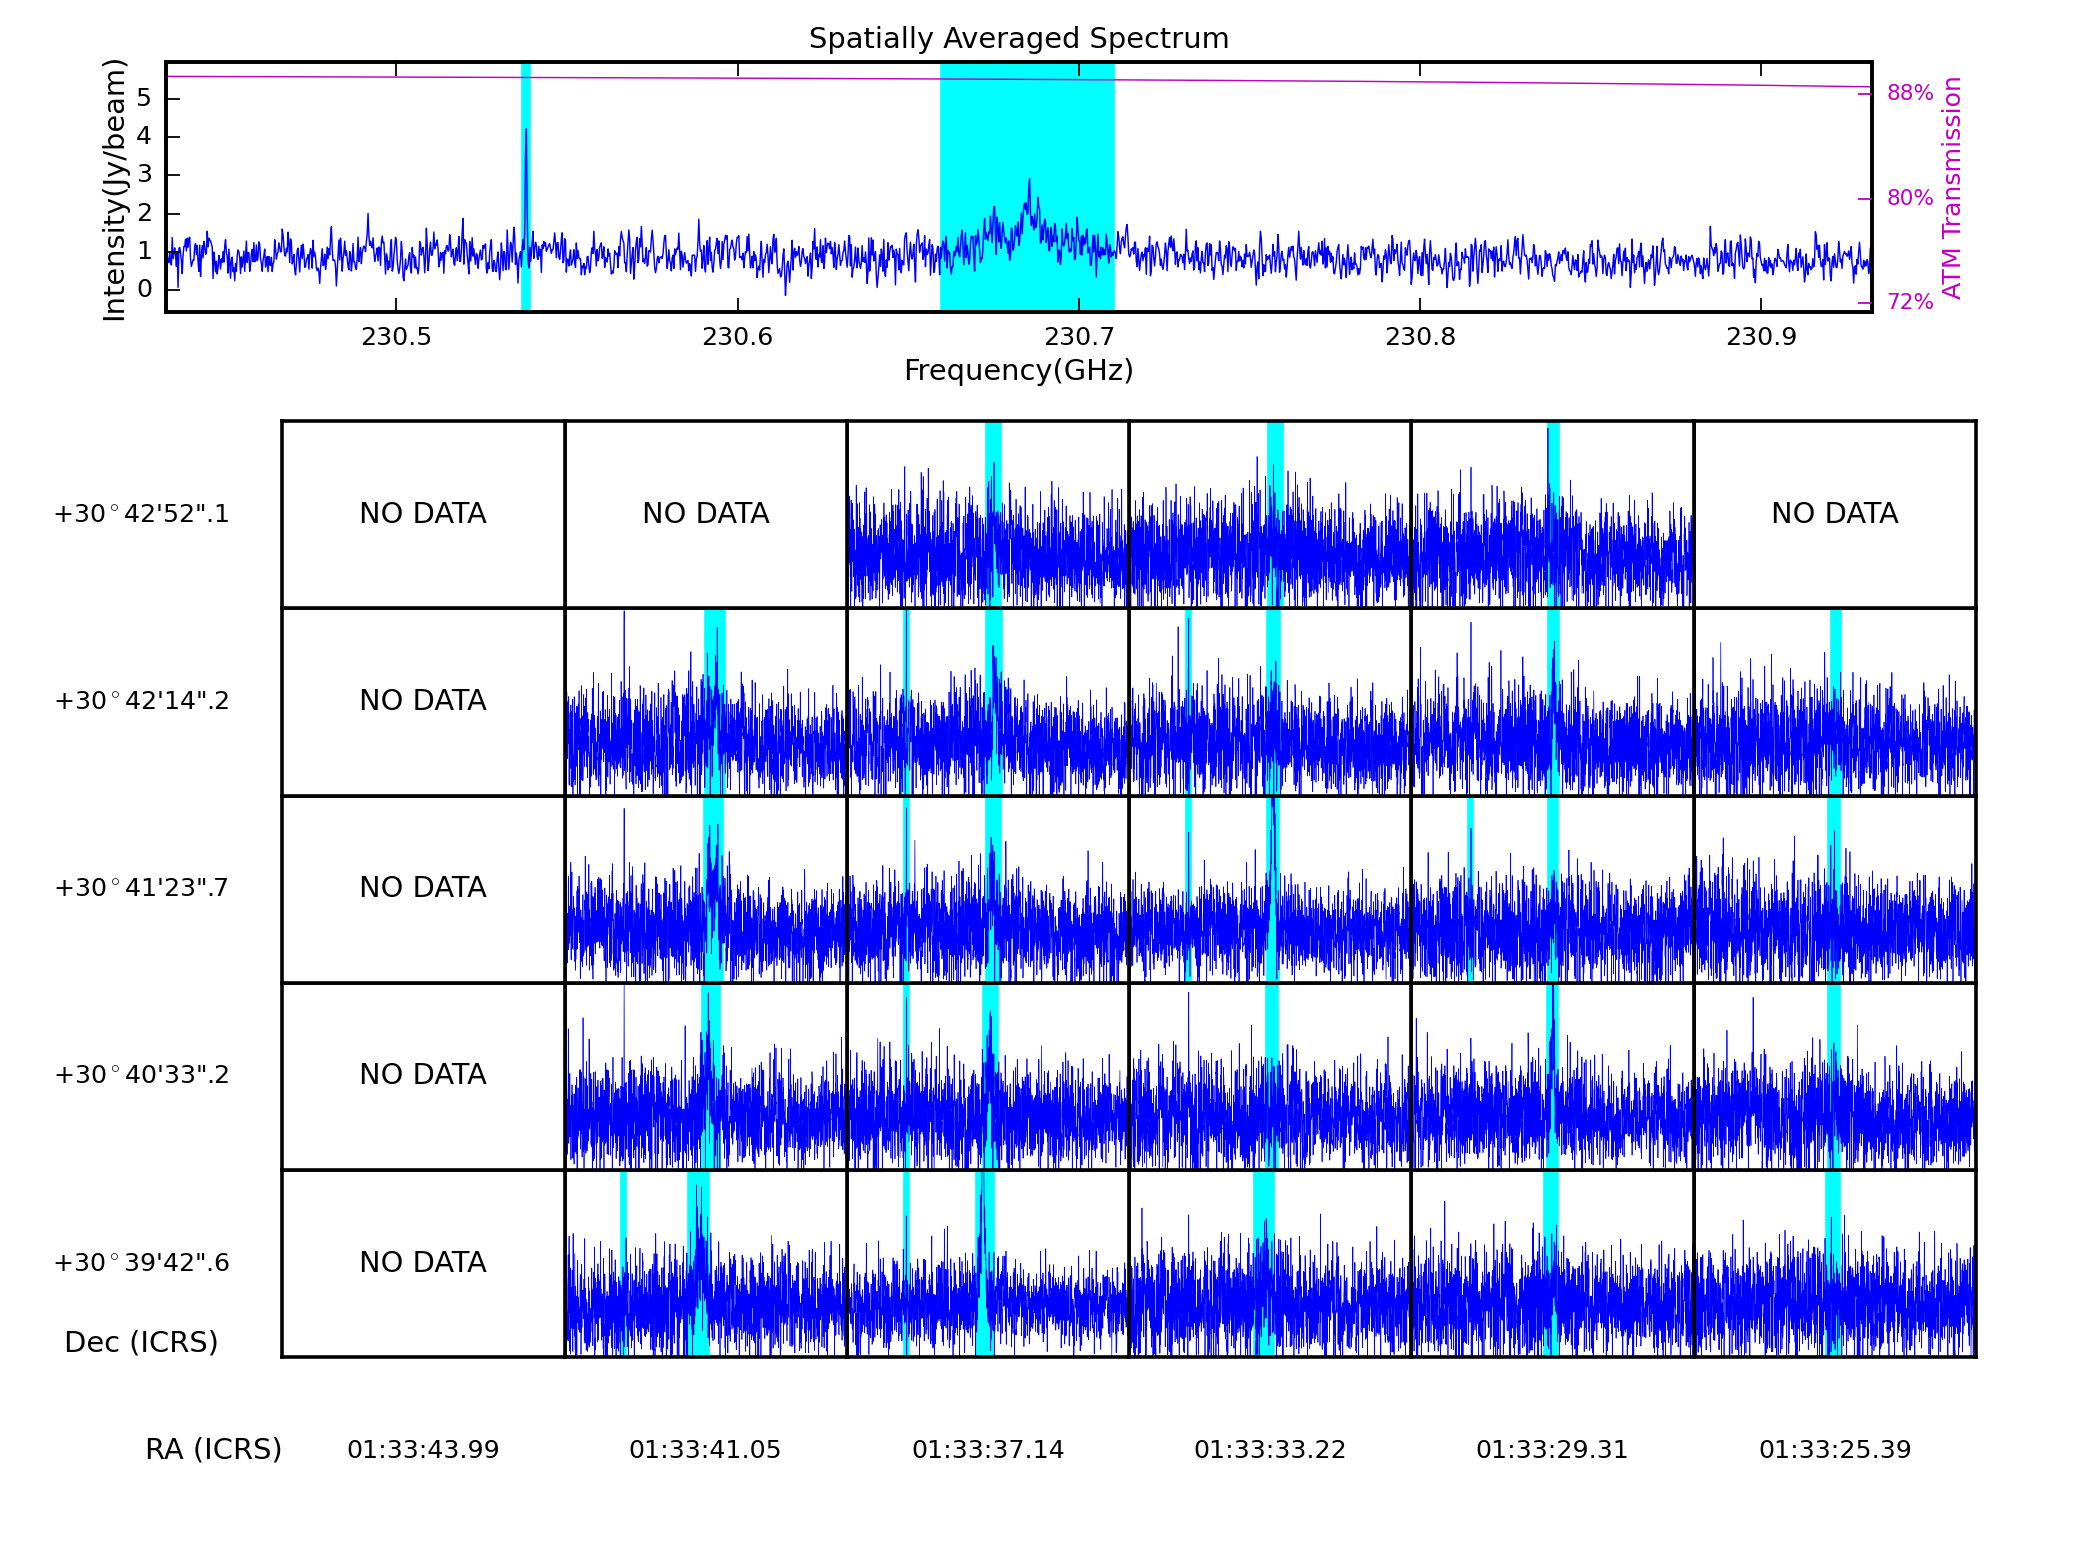 Spatially Averaged Spectrum
Intensity(Jy/beam)
5
4
3
2
1
0
88%
80%
72%
ATM Transmission
230.5 230.6 230.7 230.8 230.9
Frequency(GHz)
+30°42'52".1 NO DATA NO DATA NO DATA
+30°42'14".2 NO DATA
+30°41'23".7 NO DATA
+30°40'33".2 NO DATA
+30°39'42".6 NO DATA
Dec (ICRS)
RA (ICRS) 01:33:43.99 01:33:41.05 01:33:37.14 01:33:33.22 01:33:29.31 01:33:25.39